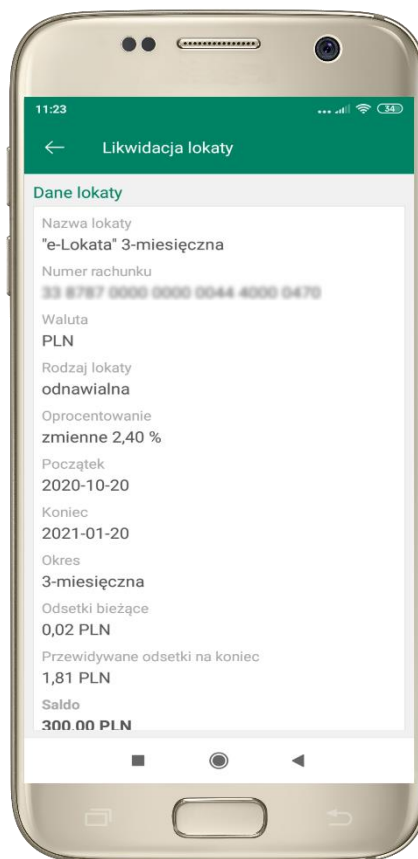 11:23
34
Likwidacja lokaty
Dane lokaty
Nazwa lokaty
"e-Lokata" 3-miesięczna
Numer rachunku
Waluta
PLN
Rodzaj lokaty
odnawialna
Oprocentowanie
zmienne 2,40 %
Początek
2020-10-20
Koniec
2021-01-20
Okres
3-miesięczna
Odsetki bieżące
0,02 PLN
Przewidywane odsetki na koniec
1,81 PLN
Saldo
300,00 PLN